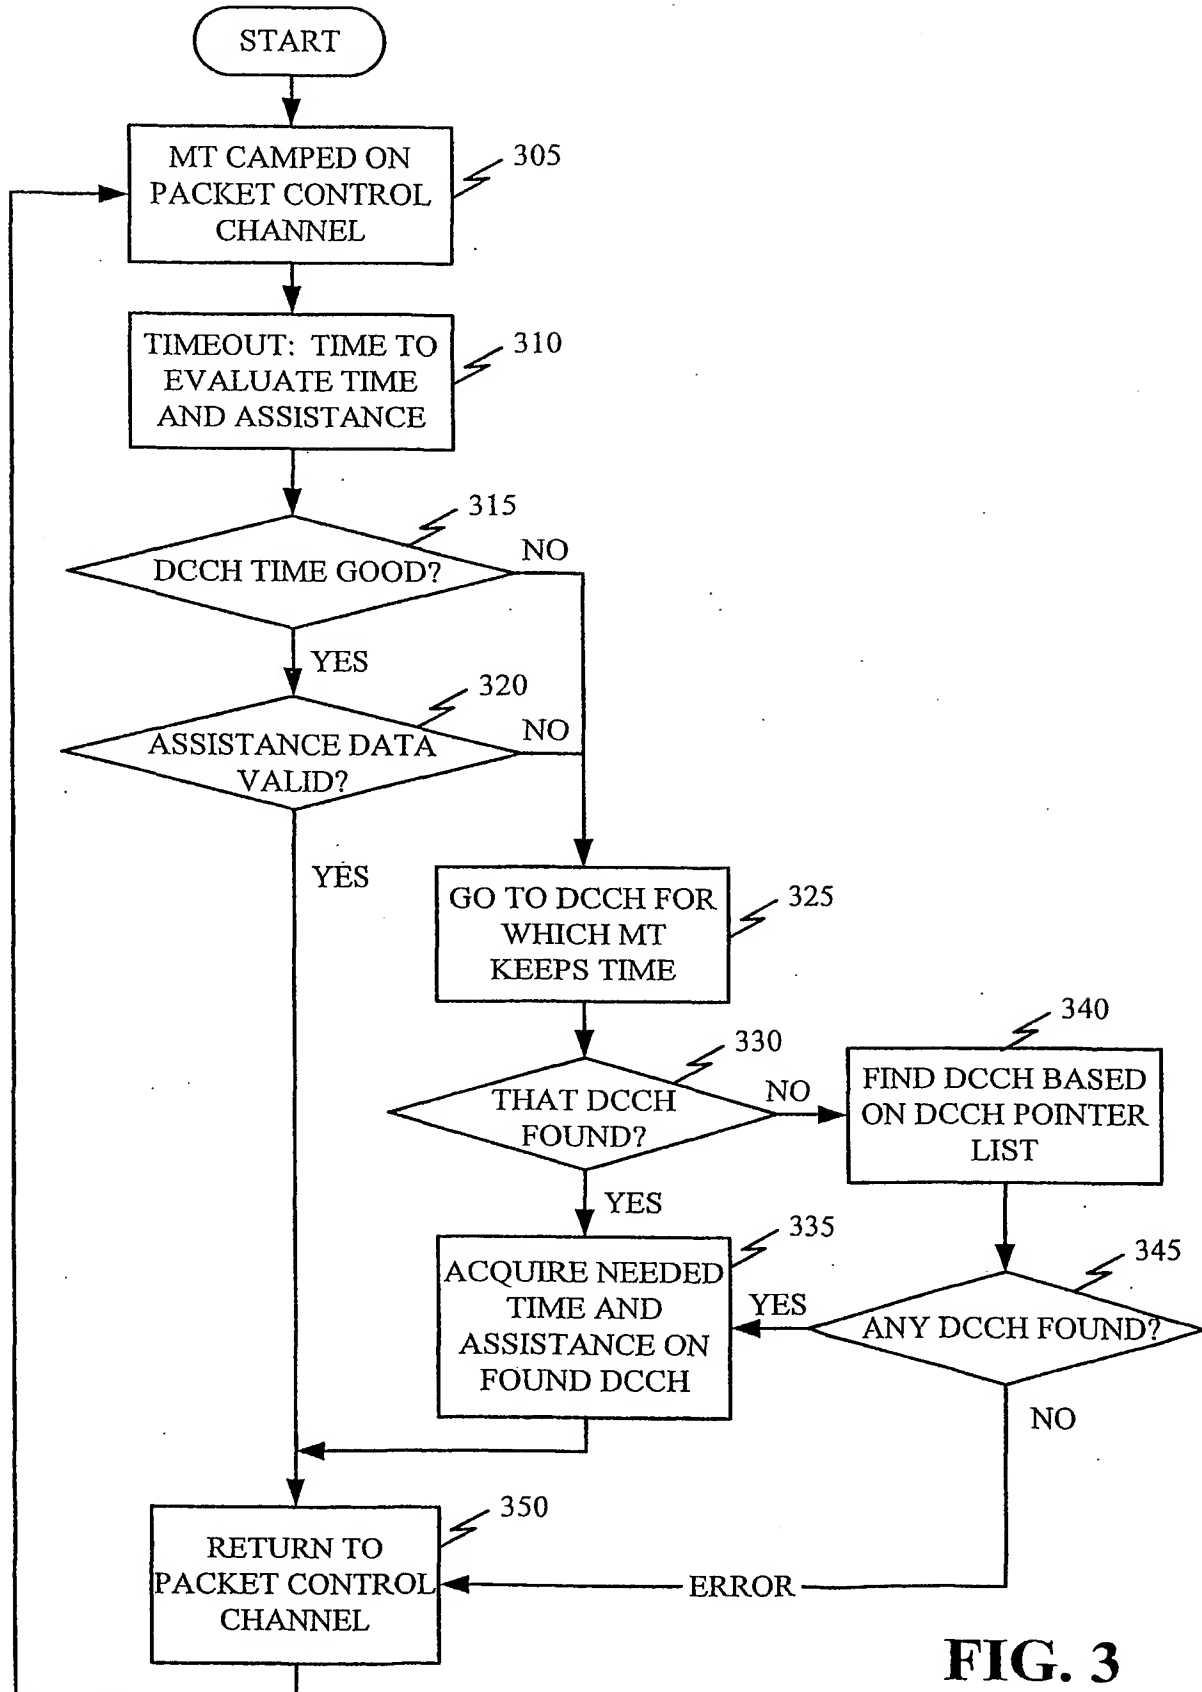 START
MT CAMPED ON
PACKET CONTROL
CHANNEL
305
TIMEOUT: TIME TO
EVALUATE TIME
AND ASSISTANCE
310
315
DCCH TIME GOOD?
NO
YES
320
ASSISTANCE DATA
VALID?
NO
YES
GO TO DCCH FOR
WHICH MT
KEEPS TIME
325
330
THAT DCCH
FOUND?
NO
YES
340
FIND DCCH BASED
ON DCCH POINTER
LIST
335
ACQUIRE NEEDED
TIME AND
ASSISTANCE ON
FOUND DCCH
345
YES
ANY DCCH FOUND?
NO
350
RETURN TO
PACKET CONTROL
CHANNEL
ERROR
FIG. 3